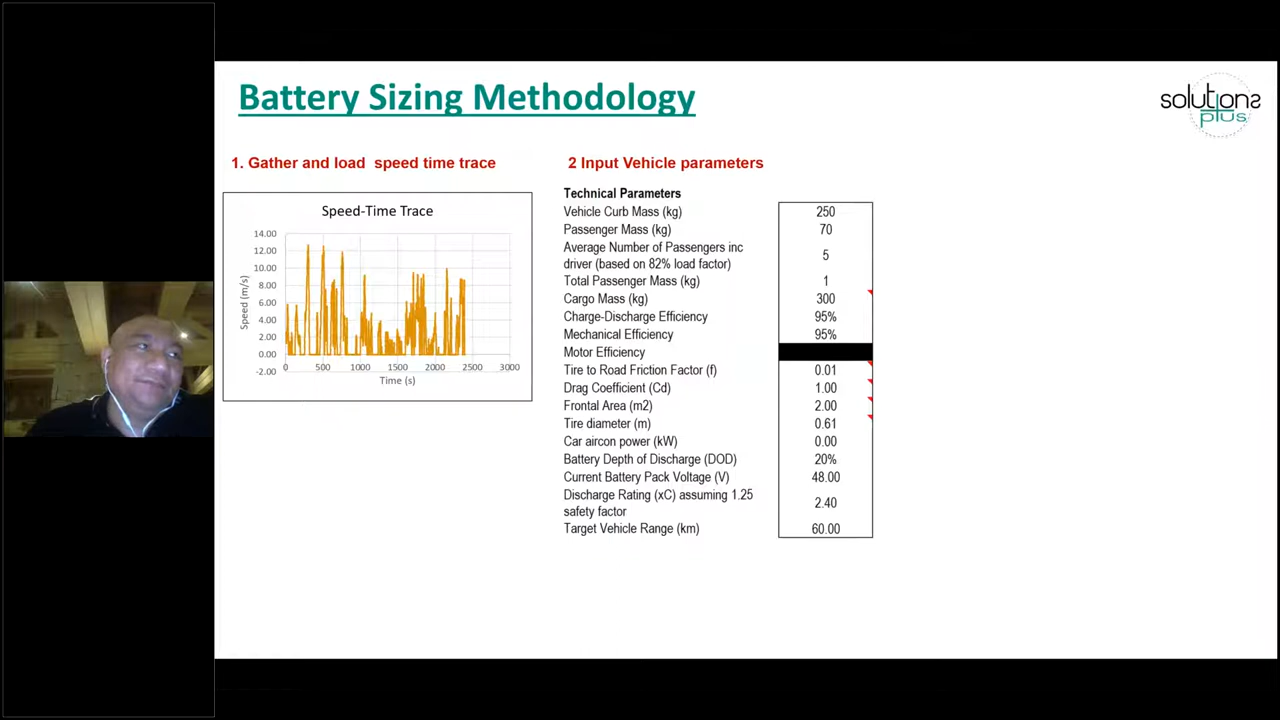 Battery Sizing Methodology
solutions
plus
1. Gather and load speed time trace
2 Input Vehicle parameters
Speed-Time Trace
14.00
12.00
10.00
8.00
6.00
4.00
2.00
0.00
-2.00
Speed (m/s)
0 500 1000 1500 2000 2500 3000
Time (s)
Technical Parameters
Vehicle Curb Mass (kg) 250
Passenger Mass (kg) 70
Average Number of Passengers inc
driver (based on 82% load factor) 5
Total Passenger Mass (kg) 1
Cargo Mass (kg) 300
Charge-Discharge Efficiency 95%
Mechanical Efficiency 95%
Motor Efficiency
Tire to Road Friction Factor (f) 0.01
Drag Coefficient (Cd) 1.00
Frontal Area (m2) 2.00
Tire diameter (m) 0.61
Car aircon power (kW) 0.00
Battery Depth of Discharge (DOD) 20%
Current Battery Pack Voltage (V) 48.00
Discharge Rating (xC) assuming 1.25
safety factor 2.40
Target Vehicle Range (km) 60.00